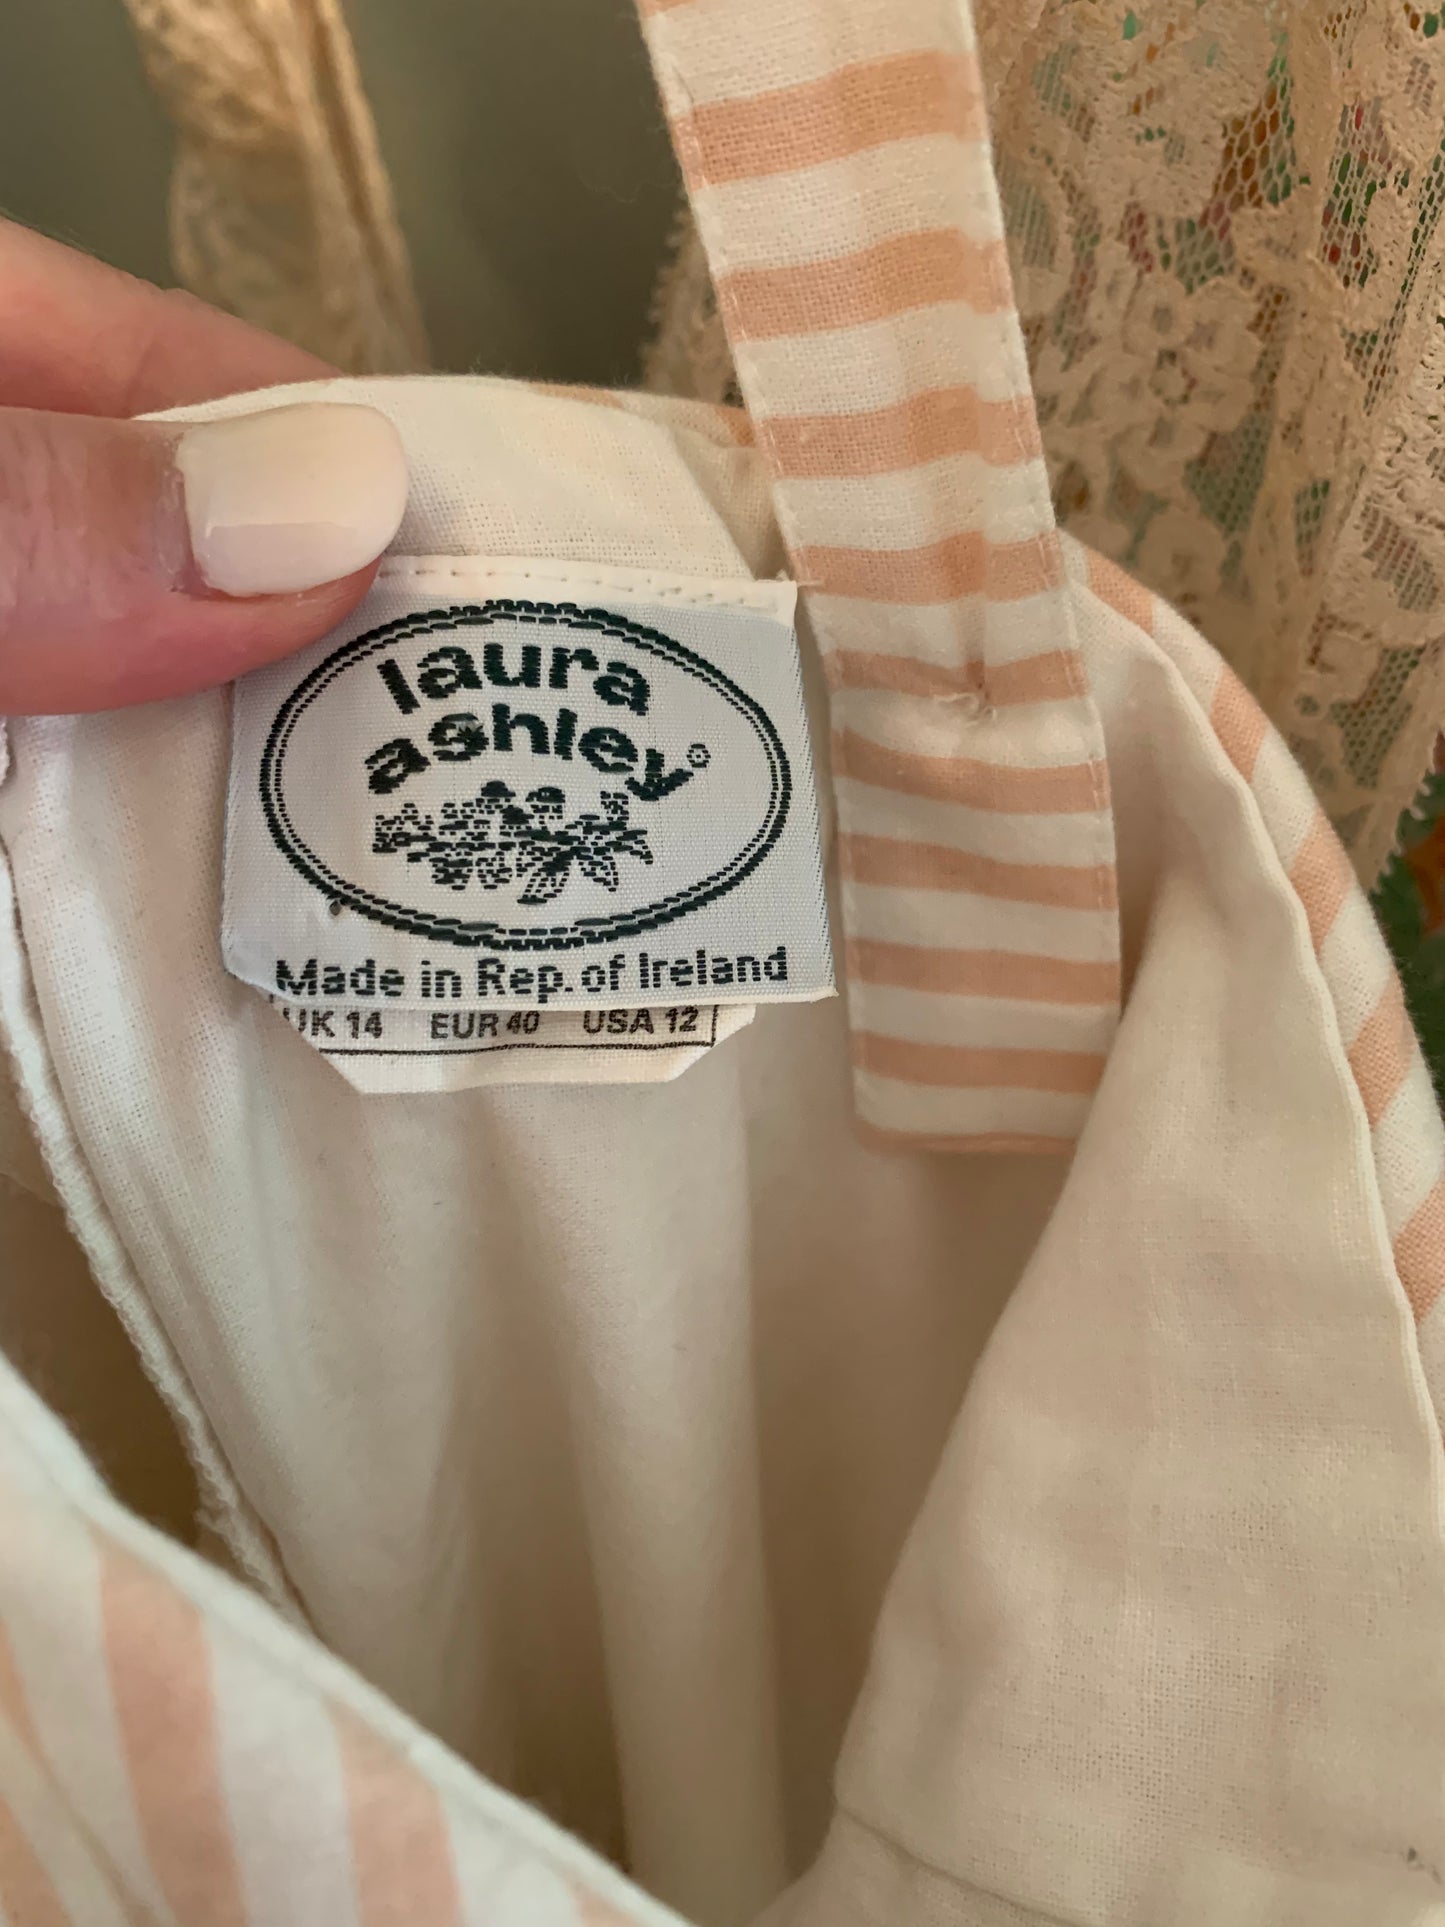 laura
ashley®
Made in Rep. of Ireland
UK 14 EUR 40 USA 12